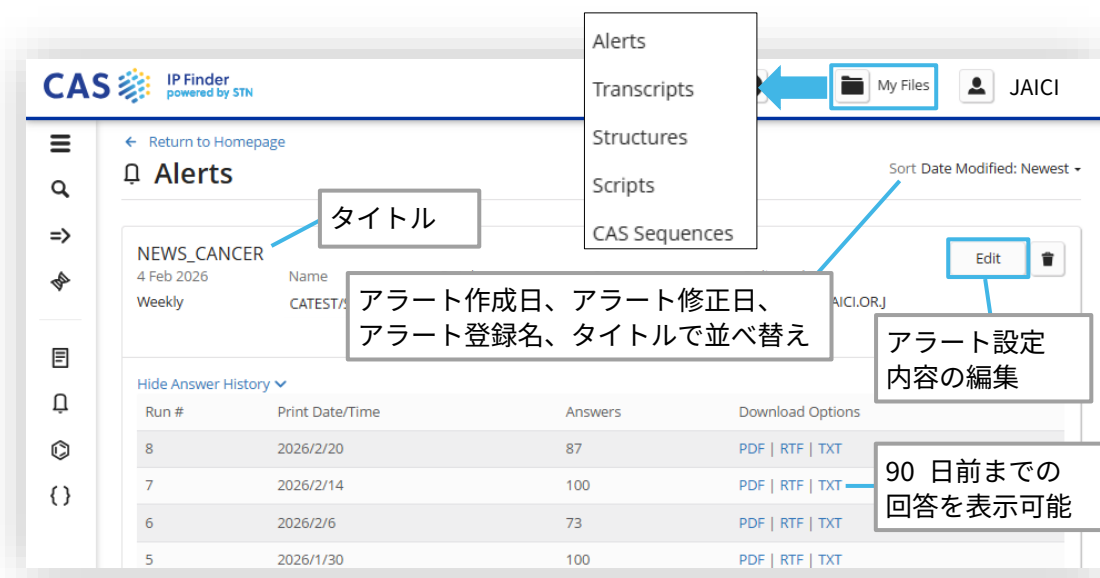 Alerts
Transcripts
Structures
Scripts
CAS Sequences
CAS IP Finder
powered by STN
My Files
JAICI
← Return to Homepage
Alerts
Sort Date Modified: Newest
タイトル
NEWS_CANCER
4 Feb 2026
Name
Edit
Weekly
アラート作成日、アラート修正日、
アラート登録名、タイトルで並べ替え
アラート設定
内容の編集
Hide Answer History
Run # Print Date/Time Answers Download Options
8 2026/2/20 87 PDF | RTF | TXT
7 2026/2/14 100 PDF | RTF | TXT
6 2026/2/6 73 PDF | RTF | TXT
5 2026/1/30 100 PDF | RTF | TXT
90 日前までの
回答を表示可能